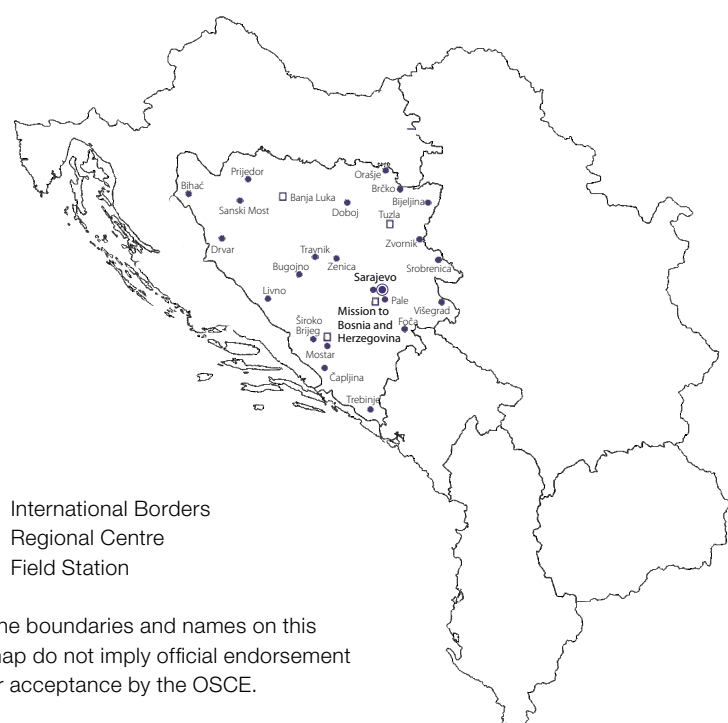 Orašje
Prijedor
Brčko
Bihać
Banja Luka
Bijeljina
Sanski Most
Doboj
Tuzla
Drvar
Zvornik
Travnik
Bugojno
Zenica
Srobrenica
Sarajevo
Livno
Pale
Mission to
Bosnia and
Herzegovina
Višegrad
Široko
Brijeg
Foča
Mostar
Čapljina
Trebinje
International Borders
Regional Centre
Field Station
he boundaries and names on this
ap do not imply official endorsement
r acceptance by the OSCE.